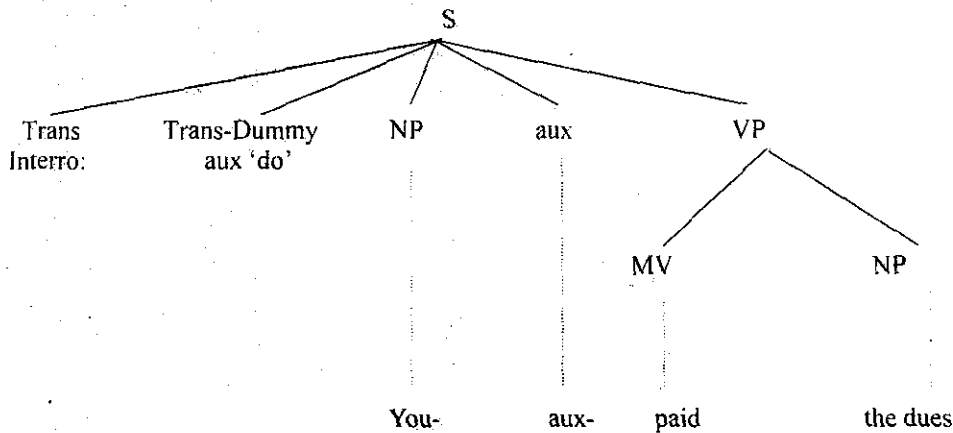 S
Trans Trans-Dummy NP aux VP
Interro: aux 'do'
MV NP
You- aux- paid the dues